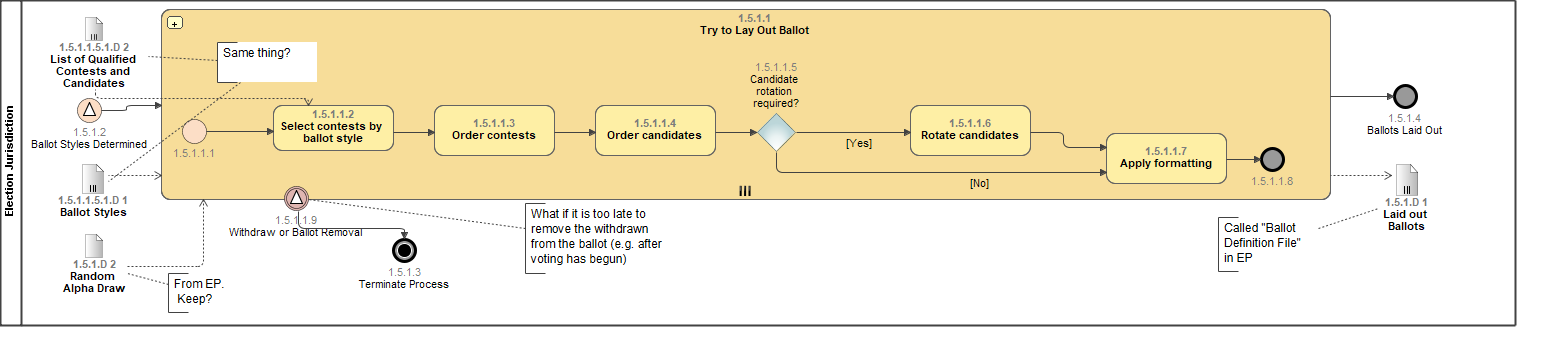 Election Jurisdiction
1.5.1.1
Try to Lay Out Ballot
1.5.1.1.5.1.D 2
List of Qualified
Contests and
Candidates
Same thing?
1.5.1.2
Ballot Styles Determined
1.5.1.1.5.1.D 1
Ballot Styles
1.5.1.D 2
Random
Alpha Draw
From EP.
Keep?
1.5.1.1.1
1.5.1.1.2
Select contests by
ballot style
1.5.1.1.3
Order contests
1.5.1.1.4
Order candidates
1.5.1.1.5
Candidate
rotation
required?
[Yes]
[No]
1.5.1.1.6
Rotate candidates
1.5.1.1.7
Apply formatting
1.5.1.1.8
1.5.1.1.9
Withdraw or Ballot Removal
1.5.1.3
Terminate Process
What if it is too late to
remove the withdrawn
from the ballot (e.g. after
voting has begun)
1.5.1.4
Ballots Laid Out
1.5.1.D 1
Laid out
Ballots
Called "Ballot
Definition File"
in EP